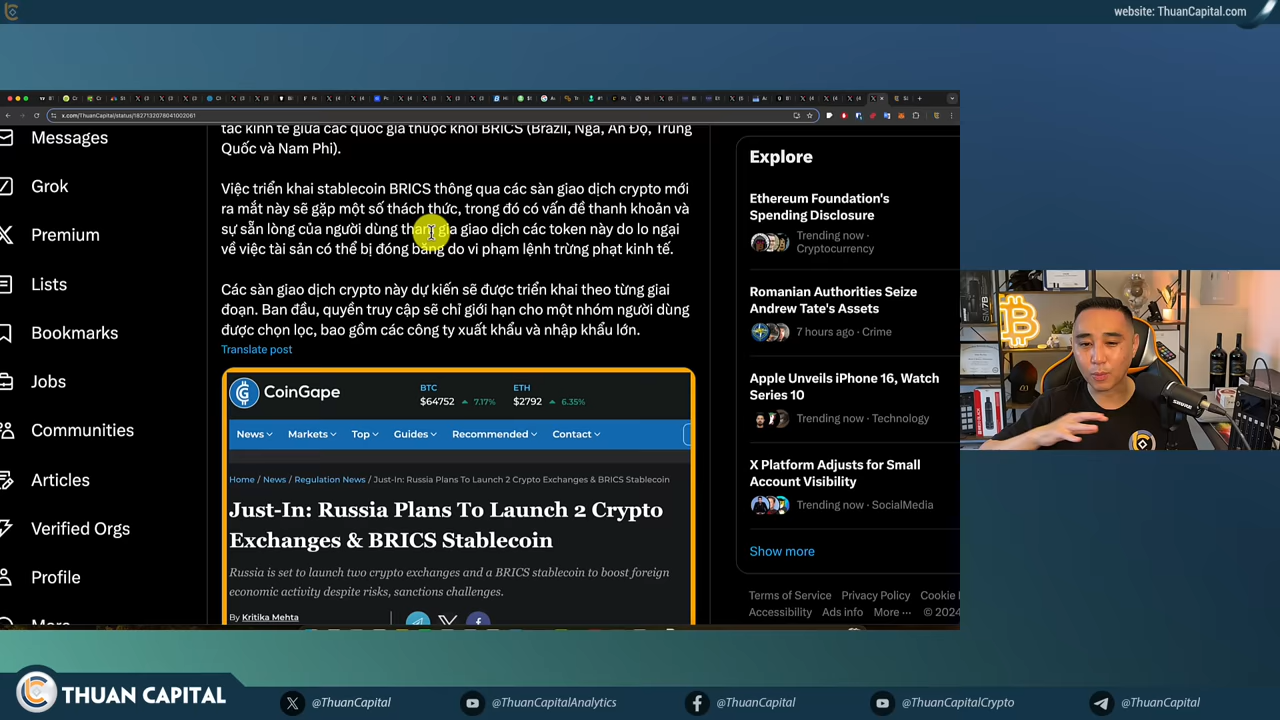 website: ThuanCapital.com
x.com/ThuanCapital/status/1827132078041002061
Messages
Grok
Premium
Lists
Bookmarks
Jobs
Communities
Articles
Verified Orgs
Profile
More
tác kinh tế giữa các quốc gia thuộc khối BRICS (Brazil, Nga, Ấn Độ, Trung
Quốc và Nam Phi).
Việc triển khai stablecoin BRICS thông qua các sàn giao dịch crypto mới
ra mắt này sẽ gặp một số thách thức, trong đó có vấn đề thanh khoản và
sự sẵn lòng của người dùng tham gia giao dịch các token này do lo ngại
về việc tài sản có thể bị đóng băng do vi phạm lệnh trừng phạt kinh tế.
Các sàn giao dịch crypto này dự kiến sẽ được triển khai theo từng giai
đoạn. Ban đầu, quyền truy cập sẽ chỉ giới hạn cho một nhóm người dùng
được chọn lọc, bao gồm các công ty xuất khẩu và nhập khẩu lớn.
Translate post
CoinGape
BTC
$64752 7.17%
ETH
$2792 6.35%
News Markets Top Guides Recommended Contact
Home / News / Regulation News / Just-In: Russia Plans To Launch 2 Crypto Exchanges & BRICS Stablecoin
Just-In: Russia Plans To Launch 2 Crypto
Exchanges & BRICS Stablecoin
Russia is set to launch two crypto exchanges and a BRICS stablecoin to boost foreign
economic activity despite risks, sanctions challenges.
By Kritika Mehta
Explore
Ethereum Foundation's
Spending Disclosure
Trending now ·
Cryptocurrency
Romanian Authorities Seize
Andrew Tate's Assets
7 hours ago · Crime
Apple Unveils iPhone 16, Watch
Series 10
Trending now · Technology
X Platform Adjusts for Small
Account Visibility
Trending now · SocialMedia
Show more
Terms of Service Privacy Policy Cookie
Accessibility Ads info More ··· © 2024
SM7B
SHURE
THUAN CAPITAL
@ThuanCapital
@ThuanCapitalAnalytics
@ThuanCapital
@ThuanCapitalCrypto
@ThuanCapital